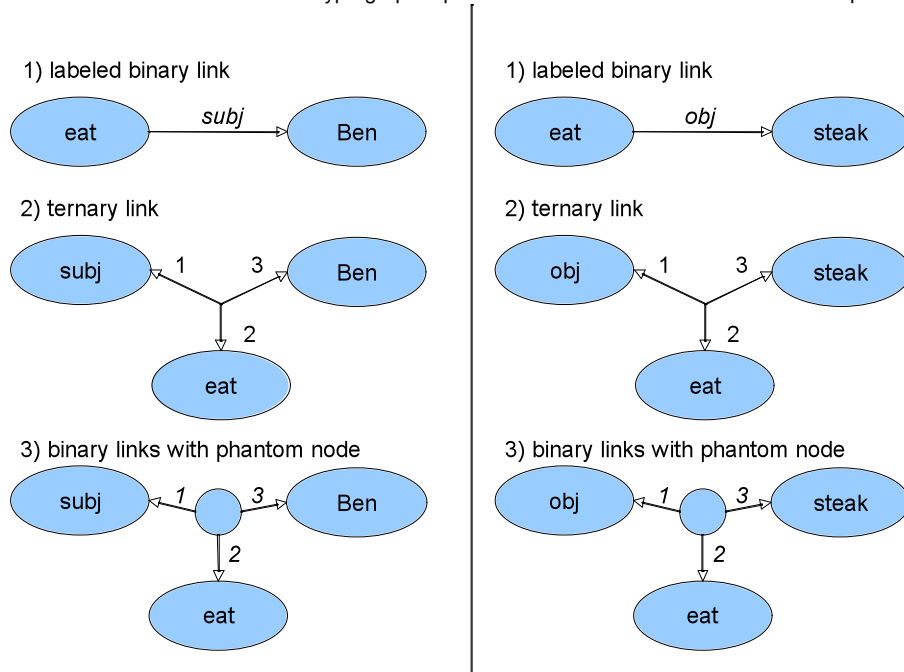 1) labeled binary link
eat
subj
Ben
2) ternary link
subj
1
3
Ben
2
eat
3) binary links with phantom node
subj
1
3
Ben
2
eat
1) labeled binary link
eat
obj
steak
2) ternary link
obj
1
3
steak
2
eat
3) binary links with phantom node
obj
1
3
steak
2
eat